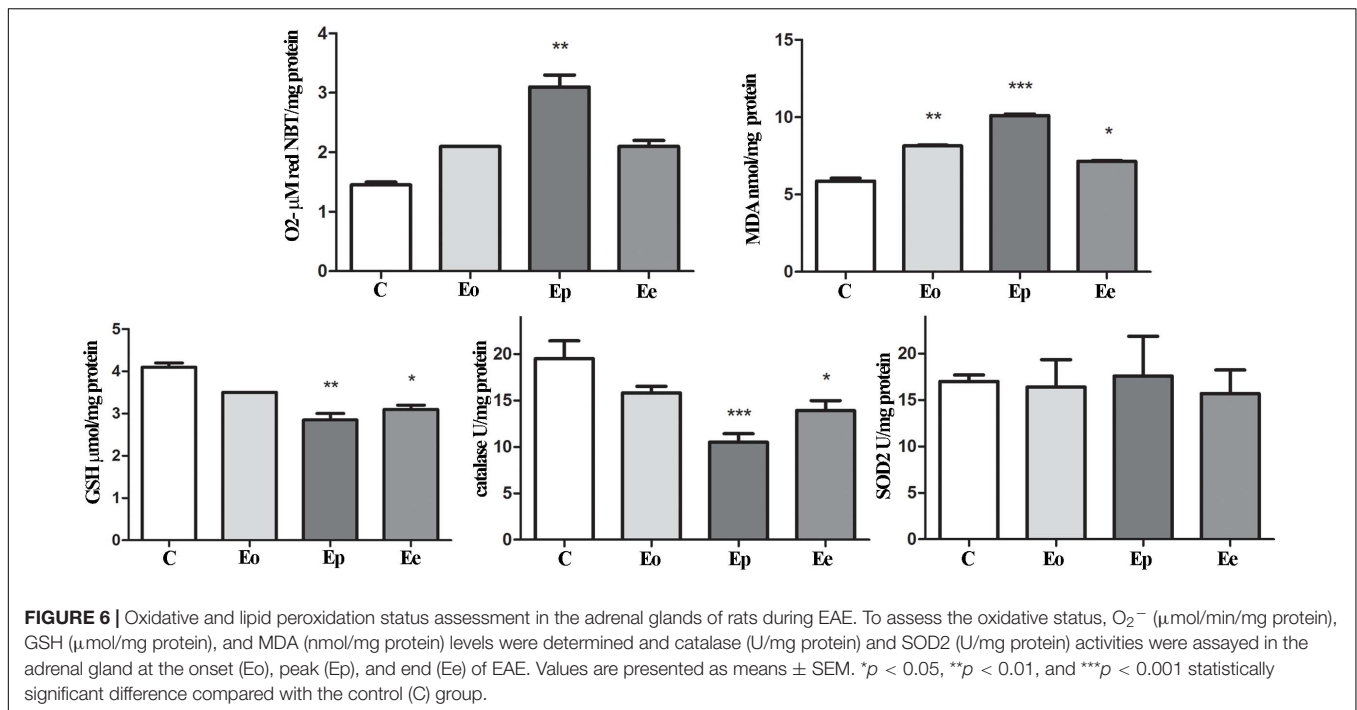 4
3
2
1
0
O2- μM red NBT/mg protein
**
C Eo Ep Ee
15
10
5
0
MDA nmol/mg protein
** *** *
C Eo Ep Ee
5
4
3
2
1
0
GSH μmol/mg protein
** *
C Eo Ep Ee
20
15
10
5
0
catalase U/mg protein
*** *
C Eo Ep Ee
20
15
10
5
0
SOD2 U/mg protein
C Eo Ep Ee
FIGURE 6 | Oxidative and lipid peroxidation status assessment in the adrenal glands of rats during EAE. To assess the oxidative status, O₂⁻ (μmol/min/mg protein),
GSH (μmol/mg protein), and MDA (nmol/mg protein) levels were determined and catalase (U/mg protein) and SOD2 (U/mg protein) activities were assayed in the
adrenal gland at the onset (Eo), peak (Ep), and end (Ee) of EAE. Values are presented as means ± SEM. *p < 0.05, **p < 0.01, and ***p < 0.001 statistically
significant difference compared with the control (C) group.